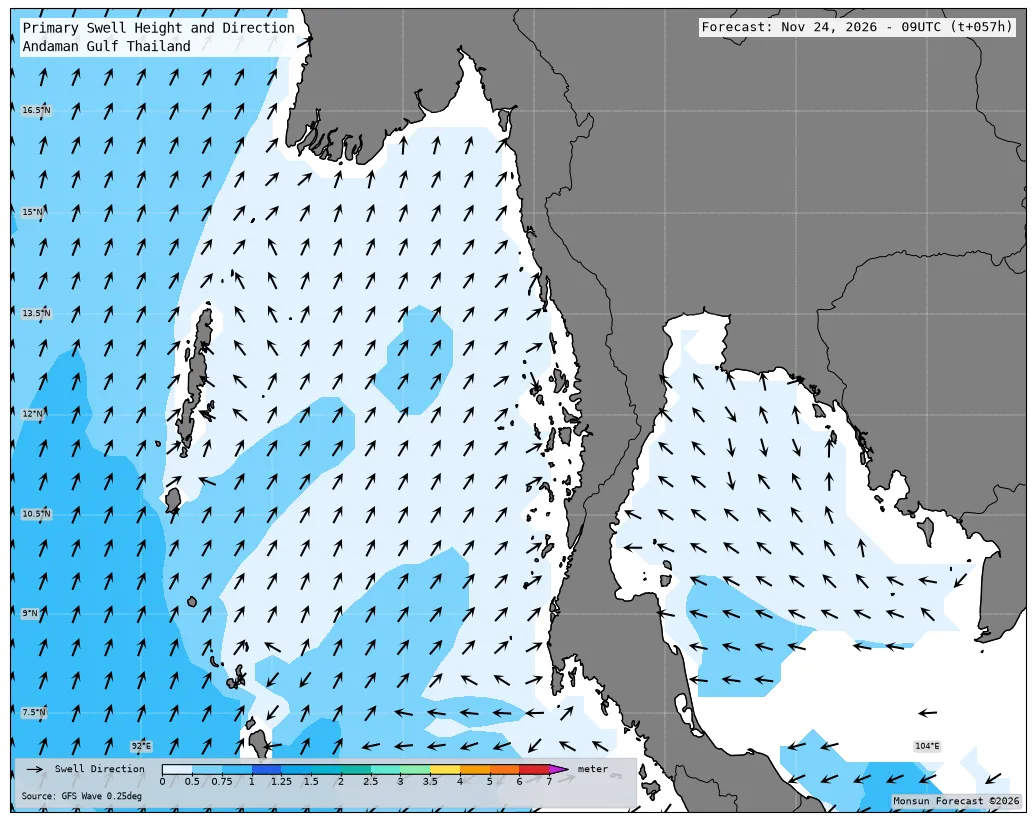 Primary Swell Height and Direction
Andaman Gulf Thailand
Forecast: Nov 24, 2026 - 09UTC (t+057h)
16.5°N
15°N
13.5°N
12°N
10.5°N
9°N
7.5°N
92°E
104°E
Swell Direction
meter
0 0.5 0.75 1 1.25 1.5 2 2.5 3 4 5 6 7
Source: GFS Wave 0.25deg
Monsun Forecast ©2026